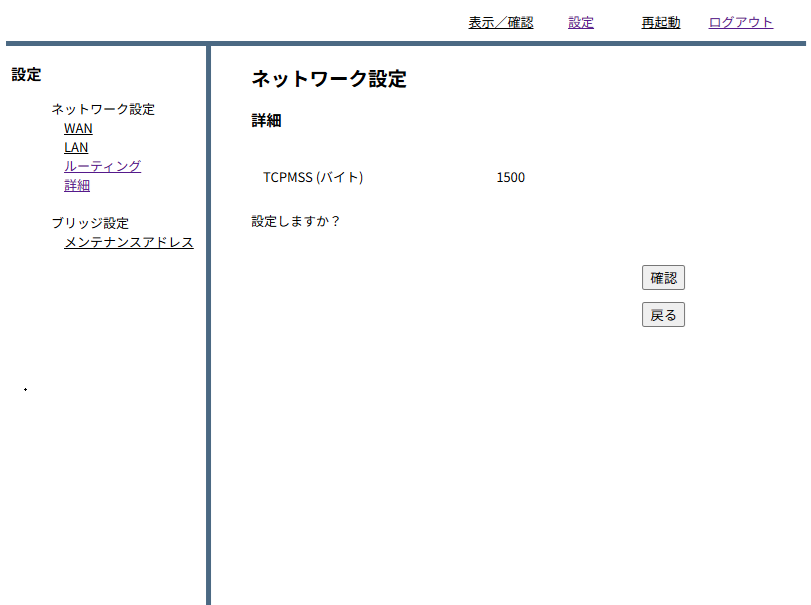 表示／確認 設定 再起動 ログアウト
設定
ネットワーク設定
WAN
LAN
ルーティング
詳細
ブリッジ設定
メンテナンスアドレス
ネットワーク設定
詳細
TCPMSS (バイト) 1500
設定しますか？
確認
戻る